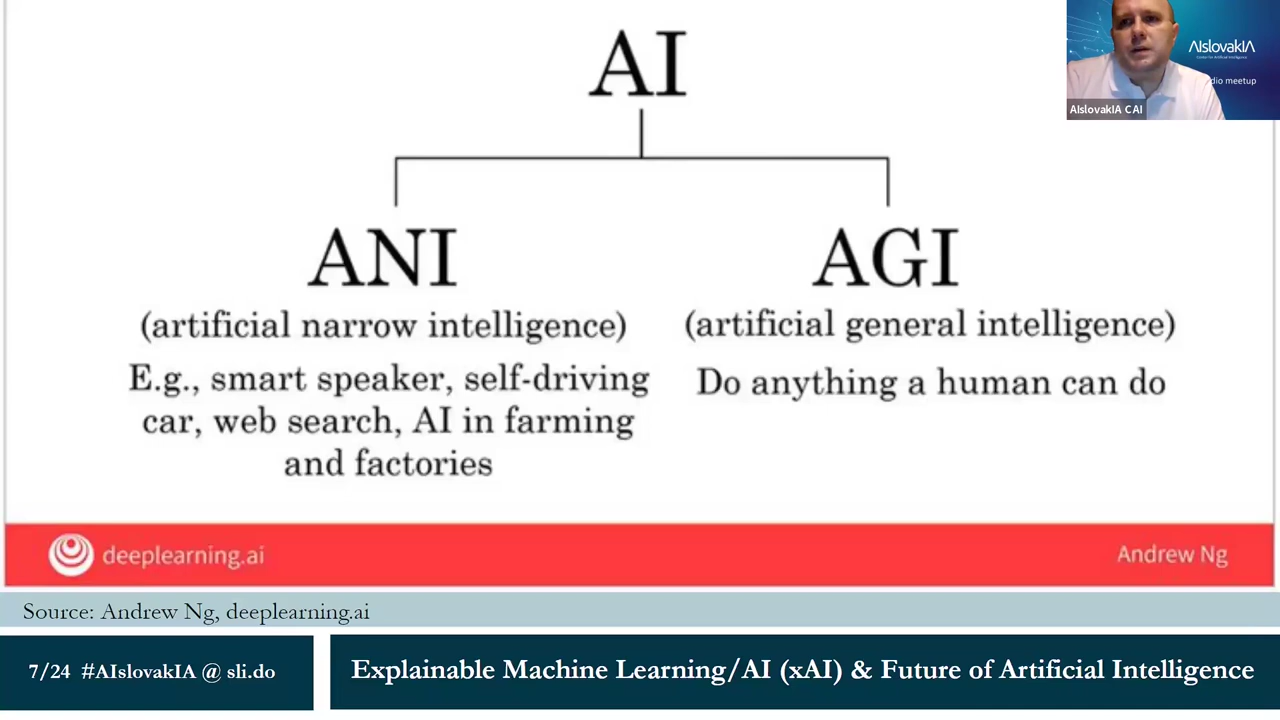 AI
ANI
(artificial narrow intelligence)
E.g., smart speaker, self-driving
car, web search, AI in farming
and factories
AGI
(artificial general intelligence)
Do anything a human can do
AIslovakIA
dio meetup
AIslovakIA CAI
deeplearning.ai
Andrew Ng
Source: Andrew Ng, deeplearning.ai
7/24 #AIslovakIA @ sli.do
Explainable Machine Learning/AI (xAI) & Future of Artificial Intelligence